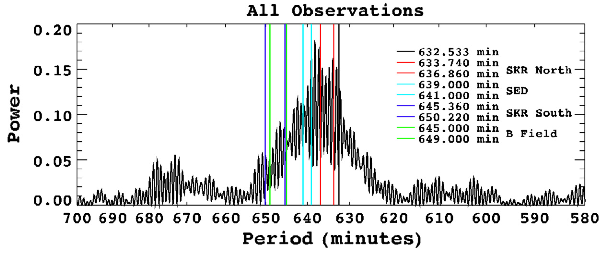 All Observations
Power
0.20
0.15
0.10
0.05
0.00
632.533 min
633.740 min
636.860 min
SKR North
639.000 min
641.000 min
SED
645.360 min
650.220 min
SKR South
645.000 min
649.000 min
B Field
700 690 680 670 660 650 640 630 620 610 600 590 580
Period (minutes)